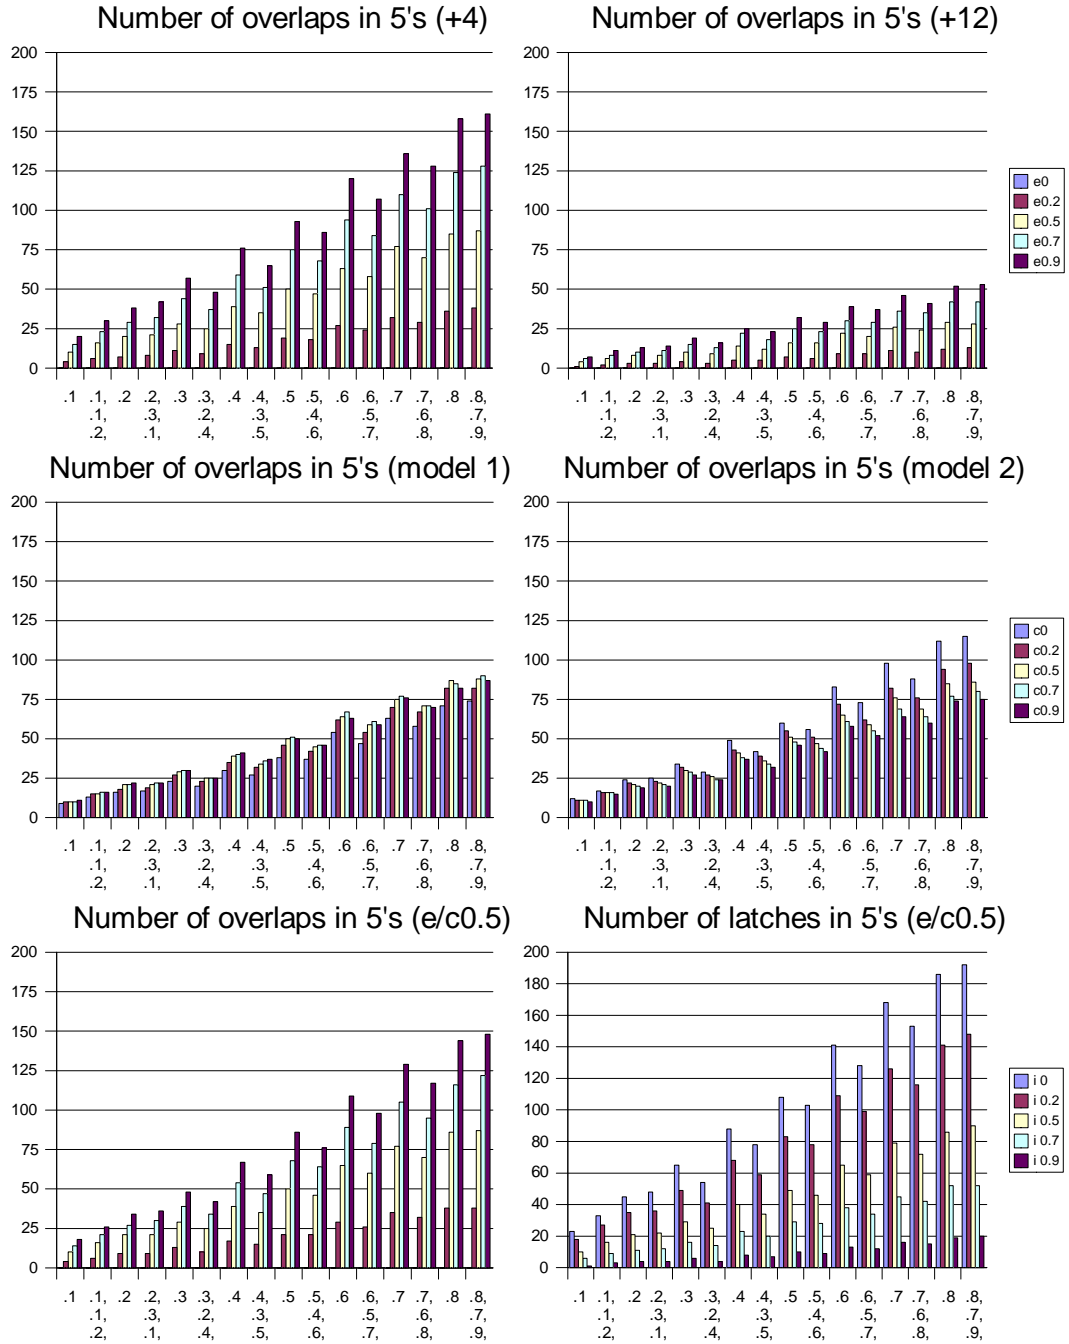 Number of overlaps in 5's (+4)
200
175
150
125
100
75
50
25
0
.1 .1, .2 .2, .3 .3, .4 .4, .5 .5, .6 .6, .7 .7, .8 .8,
.1, .3, .2, .3, .4, .5, .6, .7,
.2, .1, .4, .5, .6, .7, .8, .9,
Number of overlaps in 5's (+12)
200
175
150
125
100
75
50
25
0
.1 .1, .2 .2, .3 .3, .4 .4, .5 .5, .6 .6, .7 .7, .8 .8,
.1, .3, .2, .3, .4, .5, .6, .7,
.2, .1, .4, .5, .6, .7, .8, .9,
e0
e0.2
e0.5
e0.7
e0.9
Number of overlaps in 5's (model 1)
200
175
150
125
100
75
50
25
0
.1 .1, .2 .2, .3 .3, .4 .4, .5 .5, .6 .6, .7 .7, .8 .8,
.1, .3, .2, .3, .4, .5, .6, .7,
.2, .1, .4, .5, .6, .7, .8, .9,
Number of overlaps in 5's (model 2)
200
175
150
125
100
75
50
25
0
.1 .1, .2 .2, .3 .3, .4 .4, .5 .5, .6 .6, .7 .7, .8 .8,
.1, .3, .2, .3, .4, .5, .6, .7,
.2, .1, .4, .5, .6, .7, .8, .9,
c0
c0.2
c0.5
c0.7
c0.9
Number of overlaps in 5's (e/c0.5)
200
175
150
125
100
75
50
25
0
.1 .1, .2 .2, .3 .3, .4 .4, .5 .5, .6 .6, .7 .7, .8 .8,
.1, .3, .2, .3, .4, .5, .6, .7,
.2, .1, .4, .5, .6, .7, .8, .9,
Number of latches in 5's (e/c0.5)
200
180
160
140
120
100
80
60
40
20
0
.1 .1, .2 .2, .3 .3, .4 .4, .5 .5, .6 .6, .7 .7, .8 .8,
.1, .3, .2, .3, .4, .5, .6, .7,
.2, .1, .4, .5, .6, .7, .8, .9,
i 0
i 0.2
i 0.5
i 0.7
i 0.9